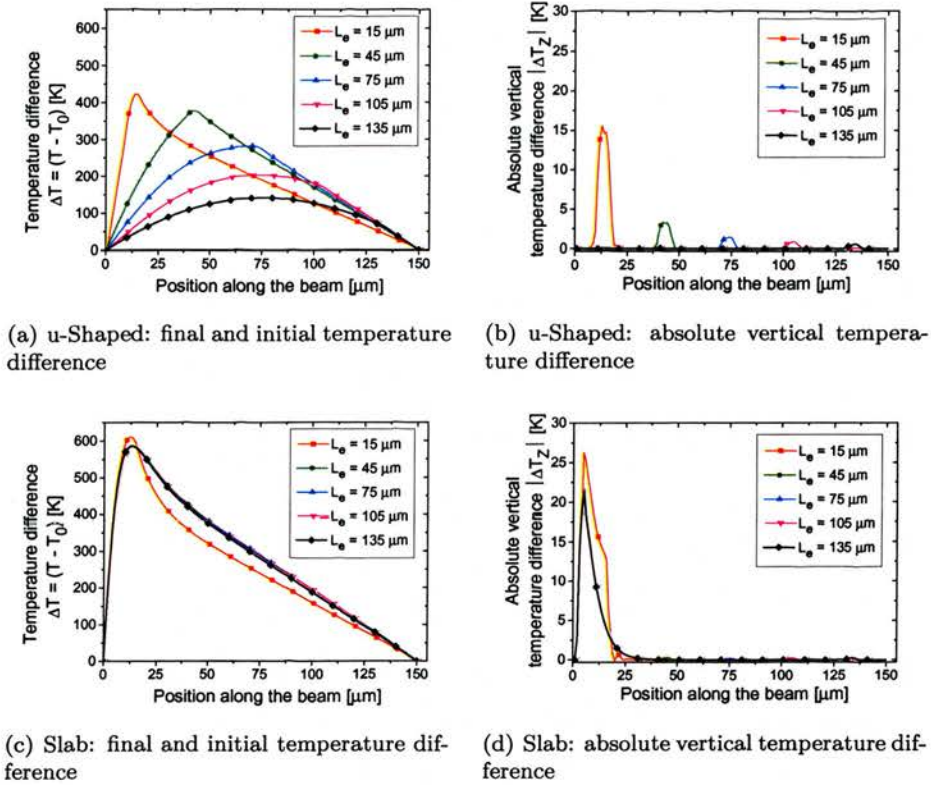 600
500
400
300
200
100
0
0 25 50 75 100 125 150
Temperature difference
ΔT = (T - T₀) [K]
Position along the beam [µm]
Lₑ = 15 µm
Lₑ = 45 µm
Lₑ = 75 µm
Lₑ = 105 µm
Lₑ = 135 µm
(a) u-Shaped: final and initial temperature
difference
30
25
20
15
10
5
0
0 25 50 75 100 125 150
Absolute vertical
temperature difference |ΔT_Z| [K]
Position along the beam [µm]
Lₑ = 15 µm
Lₑ = 45 µm
Lₑ = 75 µm
Lₑ = 105 µm
Lₑ = 135 µm
(b) u-Shaped: absolute vertical tempera-
ture difference
600
500
400
300
200
100
0
0 25 50 75 100 125 150
Temperature difference
ΔT = (T - T₀) [K]
Position along the beam [µm]
Lₑ = 15 µm
Lₑ = 45 µm
Lₑ = 75 µm
Lₑ = 105 µm
Lₑ = 135 µm
(c) Slab: final and initial temperature dif-
ference
30
25
20
15
10
5
0
0 25 50 75 100 125 150
Absolute vertical
temperature difference |ΔT_Z| [K]
Position along the beam [µm]
Lₑ = 15 µm
Lₑ = 45 µm
Lₑ = 75 µm
Lₑ = 105 µm
Lₑ = 135 µm
(d) Slab: absolute vertical temperature dif-
ference